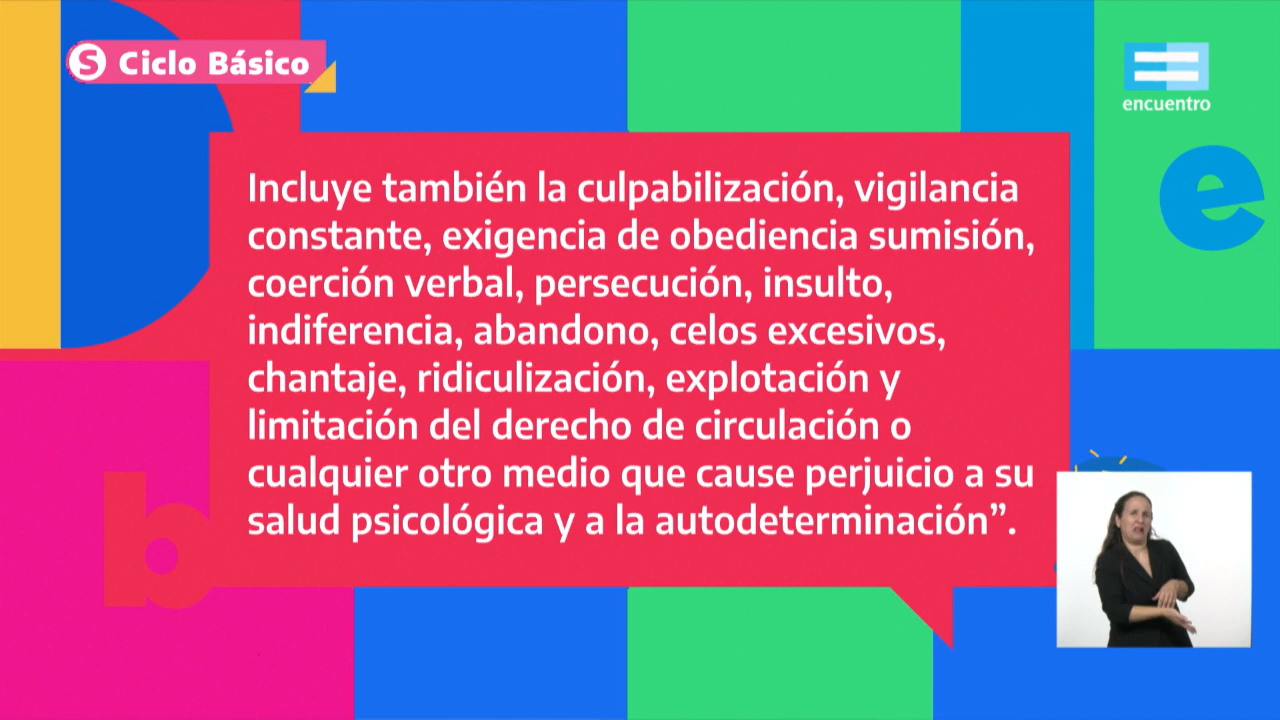 S Ciclo Básico
encuentro
Incluye también la culpabilización, vigilancia
constante, exigencia de obediencia sumisión,
coerción verbal, persecución, insulto,
indiferencia, abandono, celos excesivos,
chantaje, ridiculización, explotación y
limitación del derecho de circulación o
cualquier otro medio que cause perjuicio a su
salud psicológica y a la autodeterminación”.
e
b